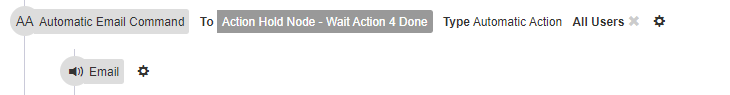 AA Automatic Email Command To Action Hold Node - Wait Action 4 Done Type Automatic Action All Users ✖
Email